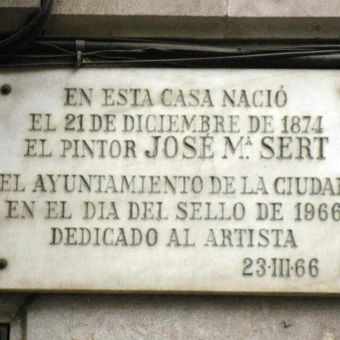 EN ESTA CASA NACIÓ
EL 21 DE DICIEMBRE DE 1874
EL PINTOR JOSÉ Mª SERT
EL AYUNTAMIENTO DE LA CIUDAD
EN EL DIA DEL SELLO DE 1966
DEDICADO AL ARTISTA
23·III·66